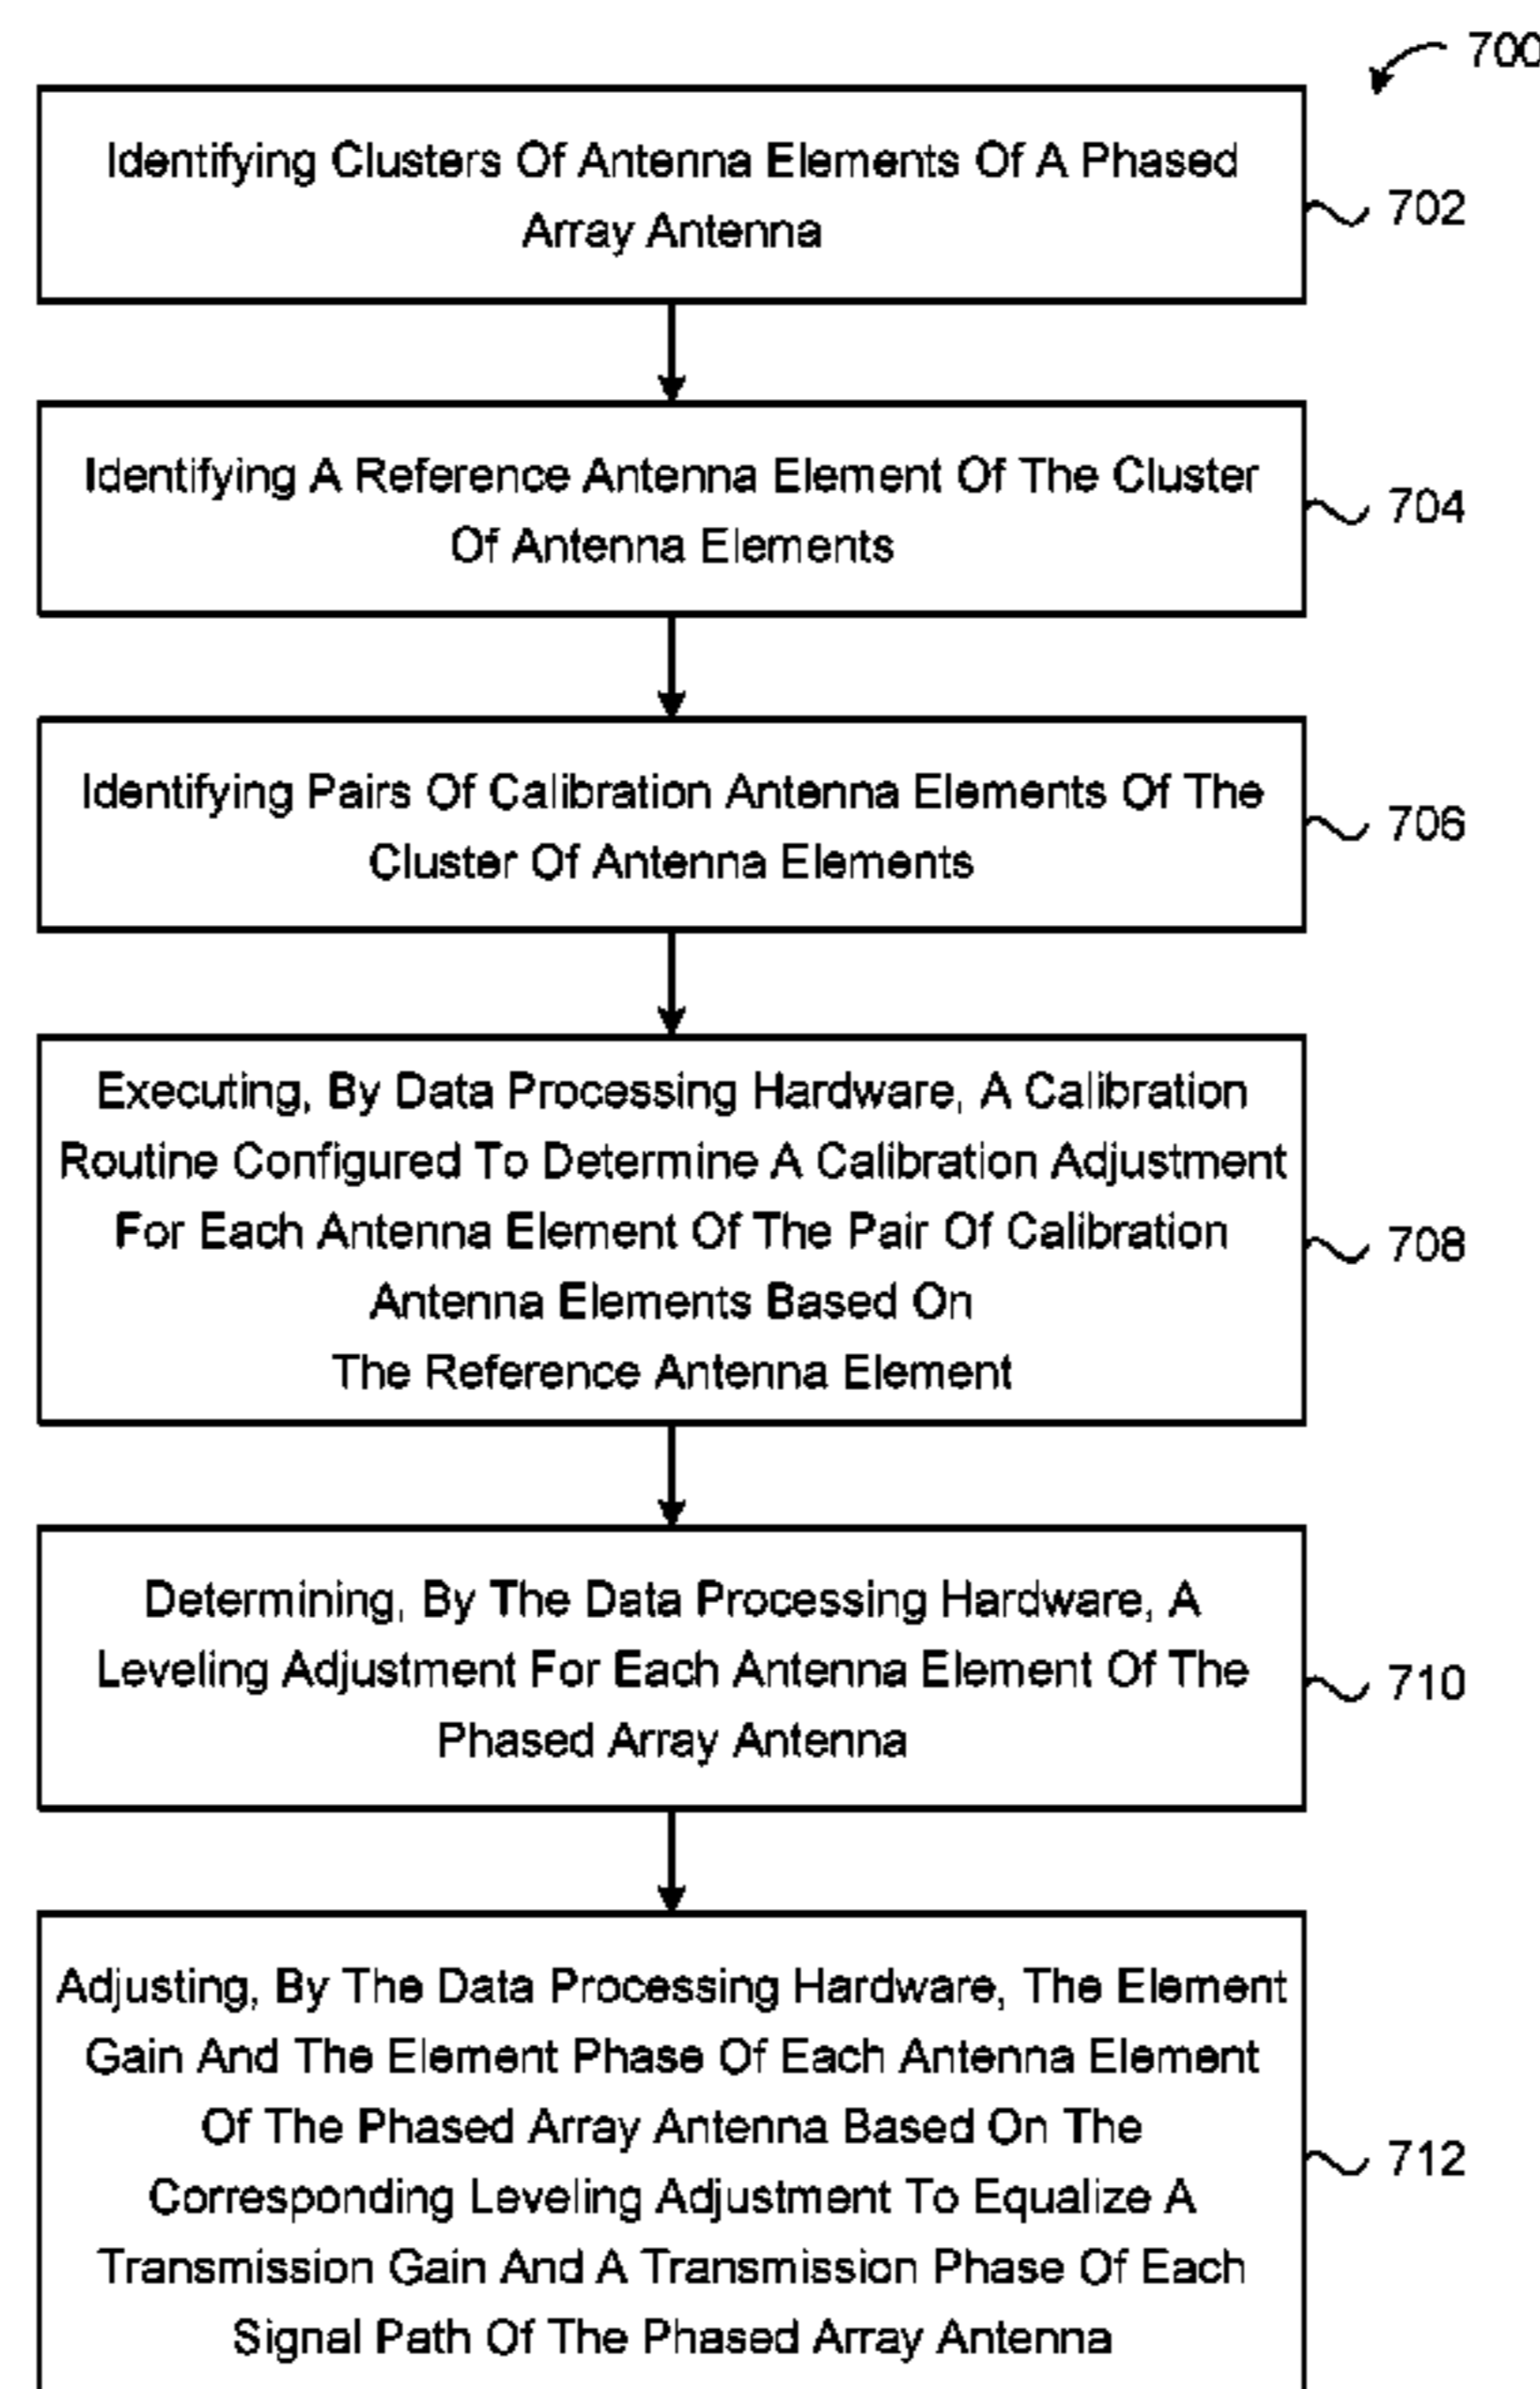 700
Identifying Clusters Of Antenna Elements Of A Phased
Array Antenna
702
Identifying A Reference Antenna Element Of The Cluster
Of Antenna Elements
704
Identifying Pairs Of Calibration Antenna Elements Of The
Cluster Of Antenna Elements
706
Executing, By Data Processing Hardware, A Calibration
Routine Configured To Determine A Calibration Adjustment
For Each Antenna Element Of The Pair Of Calibration
Antenna Elements Based On
The Reference Antenna Element
708
Determining, By The Data Processing Hardware, A
Leveling Adjustment For Each Antenna Element Of The
Phased Array Antenna
710
Adjusting, By The Data Processing Hardware, The Element
Gain And The Element Phase Of Each Antenna Element
Of The Phased Array Antenna Based On The
Corresponding Leveling Adjustment To Equalize A
Transmission Gain And A Transmission Phase Of Each
Signal Path Of The Phased Array Antenna
712